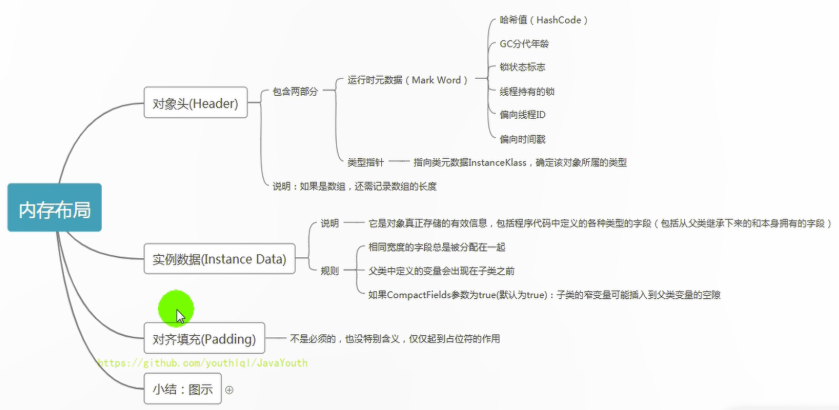 内存布局
对象头(Header)
包含两部分
运行时元数据（Mark Word）
哈希值（HashCode）
GC分代年龄
锁状态标志
线程持有的锁
偏向线程ID
偏向时间戳
类型指针
指向类元数据InstanceKlass，确定该对象所属的类型
说明：如果是数组，还需记录数组的长度
实例数据(Instance Data)
说明
它是对象真正存储的有效信息，包括程序代码中定义的各种类型的字段（包括从父类继承下来的和本身拥有的字段）
规则
相同宽度的字段总是被分配在一起
父类中定义的变量会出现在子类之前
如果CompactFields参数为true(默认为true)：子类的窄变量可能插入到父类变量的空隙
对齐填充(Padding)
不是必须的，也没特别含义，仅仅起到占位符的作用
https://github.com/youthlql/JavaYouth
小结：图示